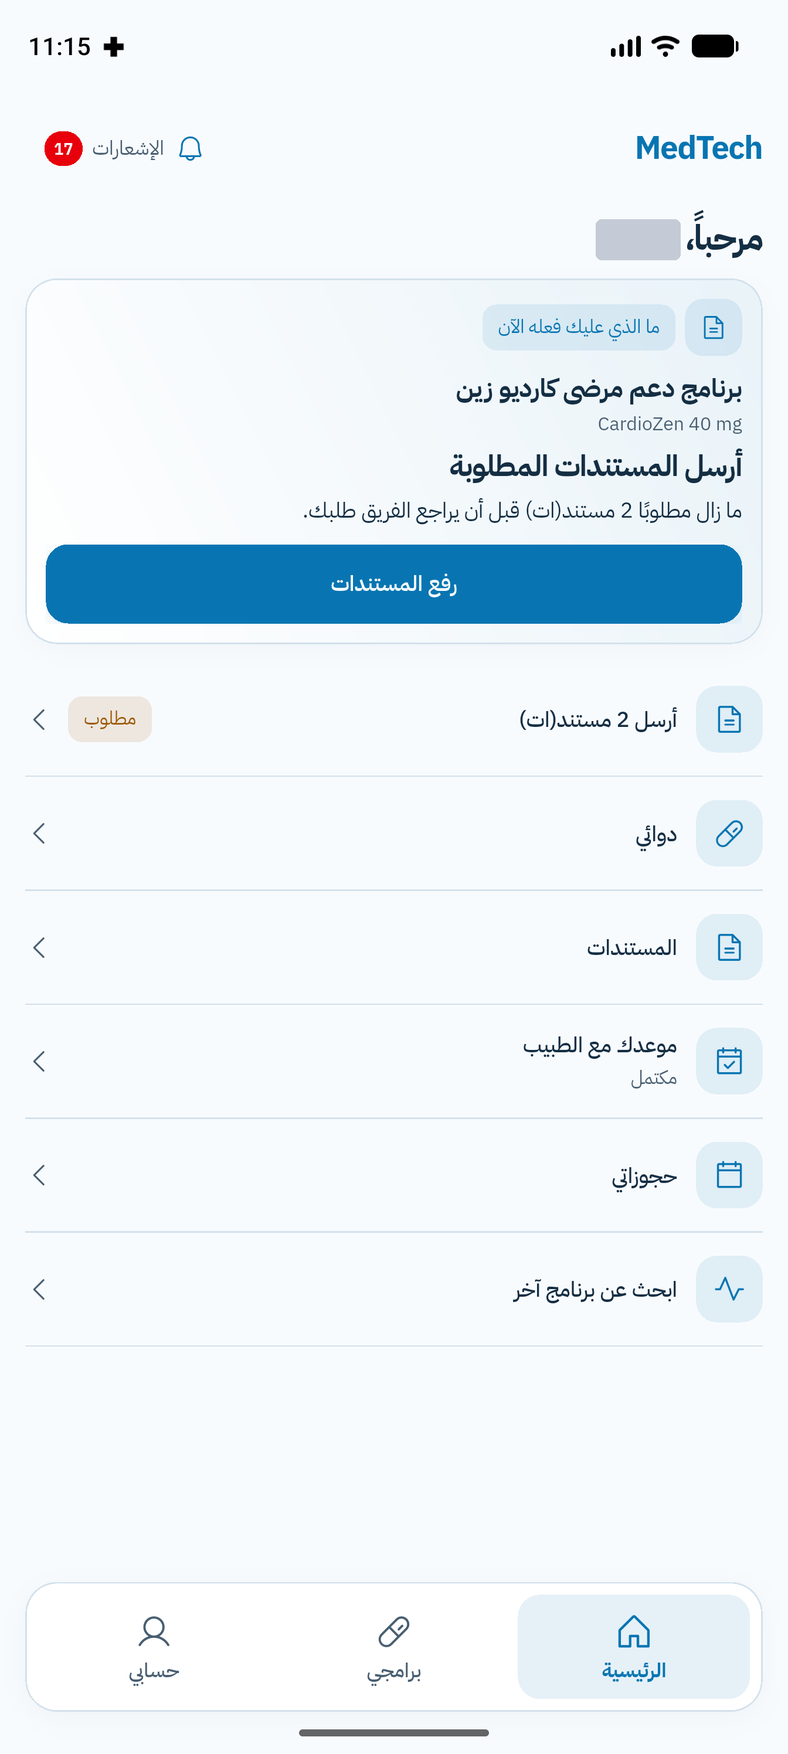 11:15
MedTech
الإشعارات 17
مرحباً،
ما الذي عليك فعله الآن
برنامج دعم مرضى كارديو زين
CardioZen 40 mg
أرسل المستندات المطلوبة
ما زال مطلوبًا 2 مستند(ات) قبل أن يراجع الفريق طلبك.
رفع المستندات
أرسل 2 مستند(ات) مطلوب
دوائي
المستندات
موعدك مع الطبيب
مكتمل
حجوزاتي
ابحث عن برنامج آخر
الرئيسية برامجي حسابي